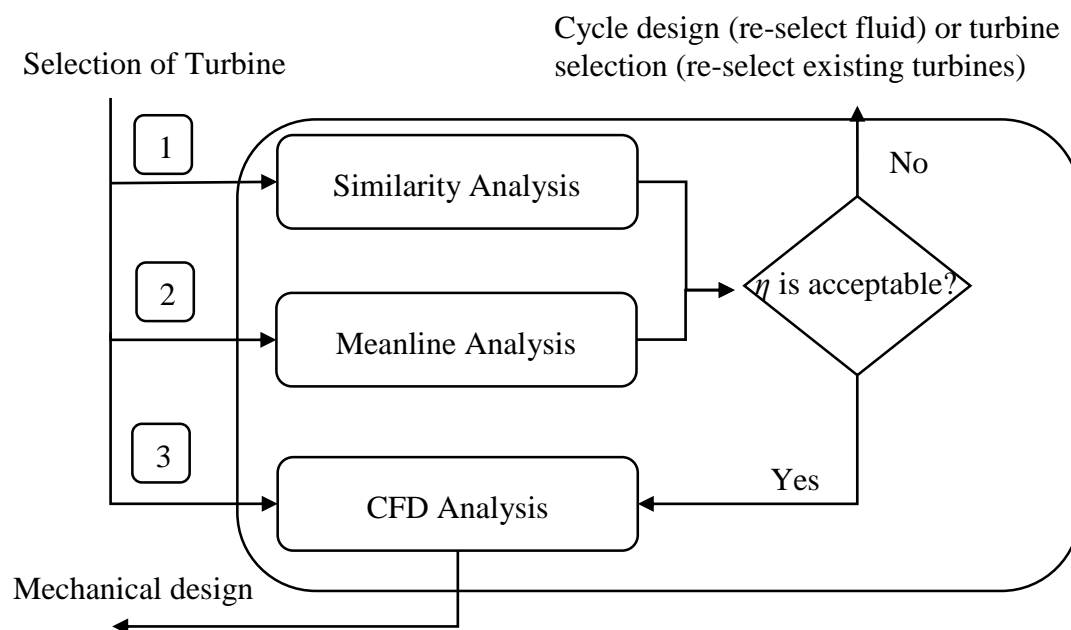 Cycle design (re-select fluid) or turbine
selection (re-select existing turbines)
Selection of Turbine
1
Similarity Analysis
No
2
Meanline Analysis
η is acceptable?
3
CFD Analysis
Yes
Mechanical design